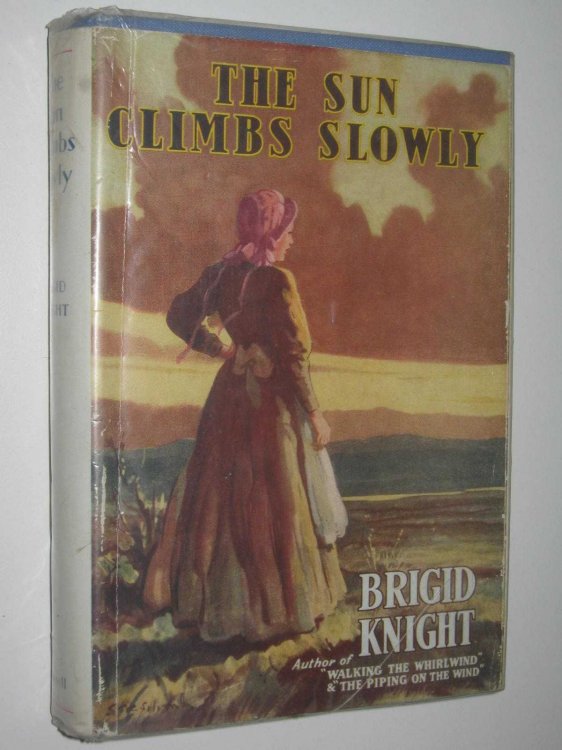 THE SUN
CLIMBS SLOWLY
BRIGID
KNIGHT
Author of
"WALKING THE WHIRLWIND"
& "THE PIPING ON THE WIND"